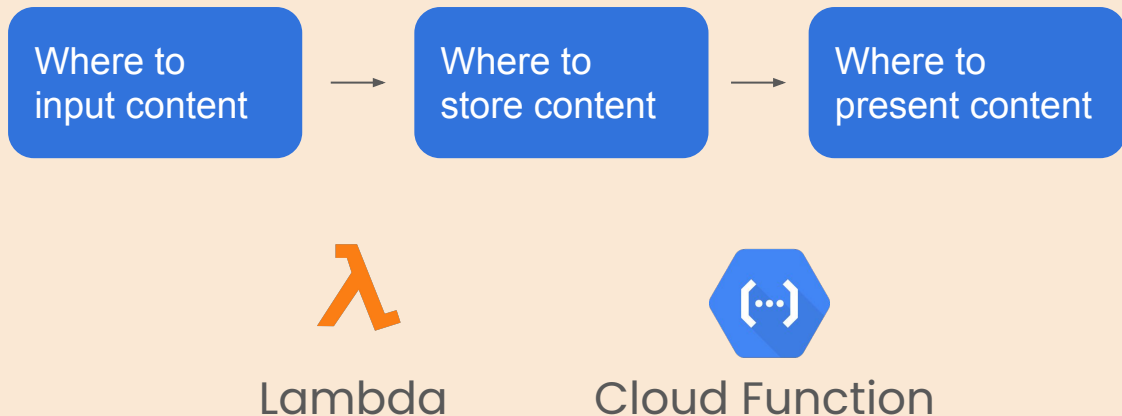 Where to
input content
Where to
store content
Where to
present content
Lambda
Cloud Function